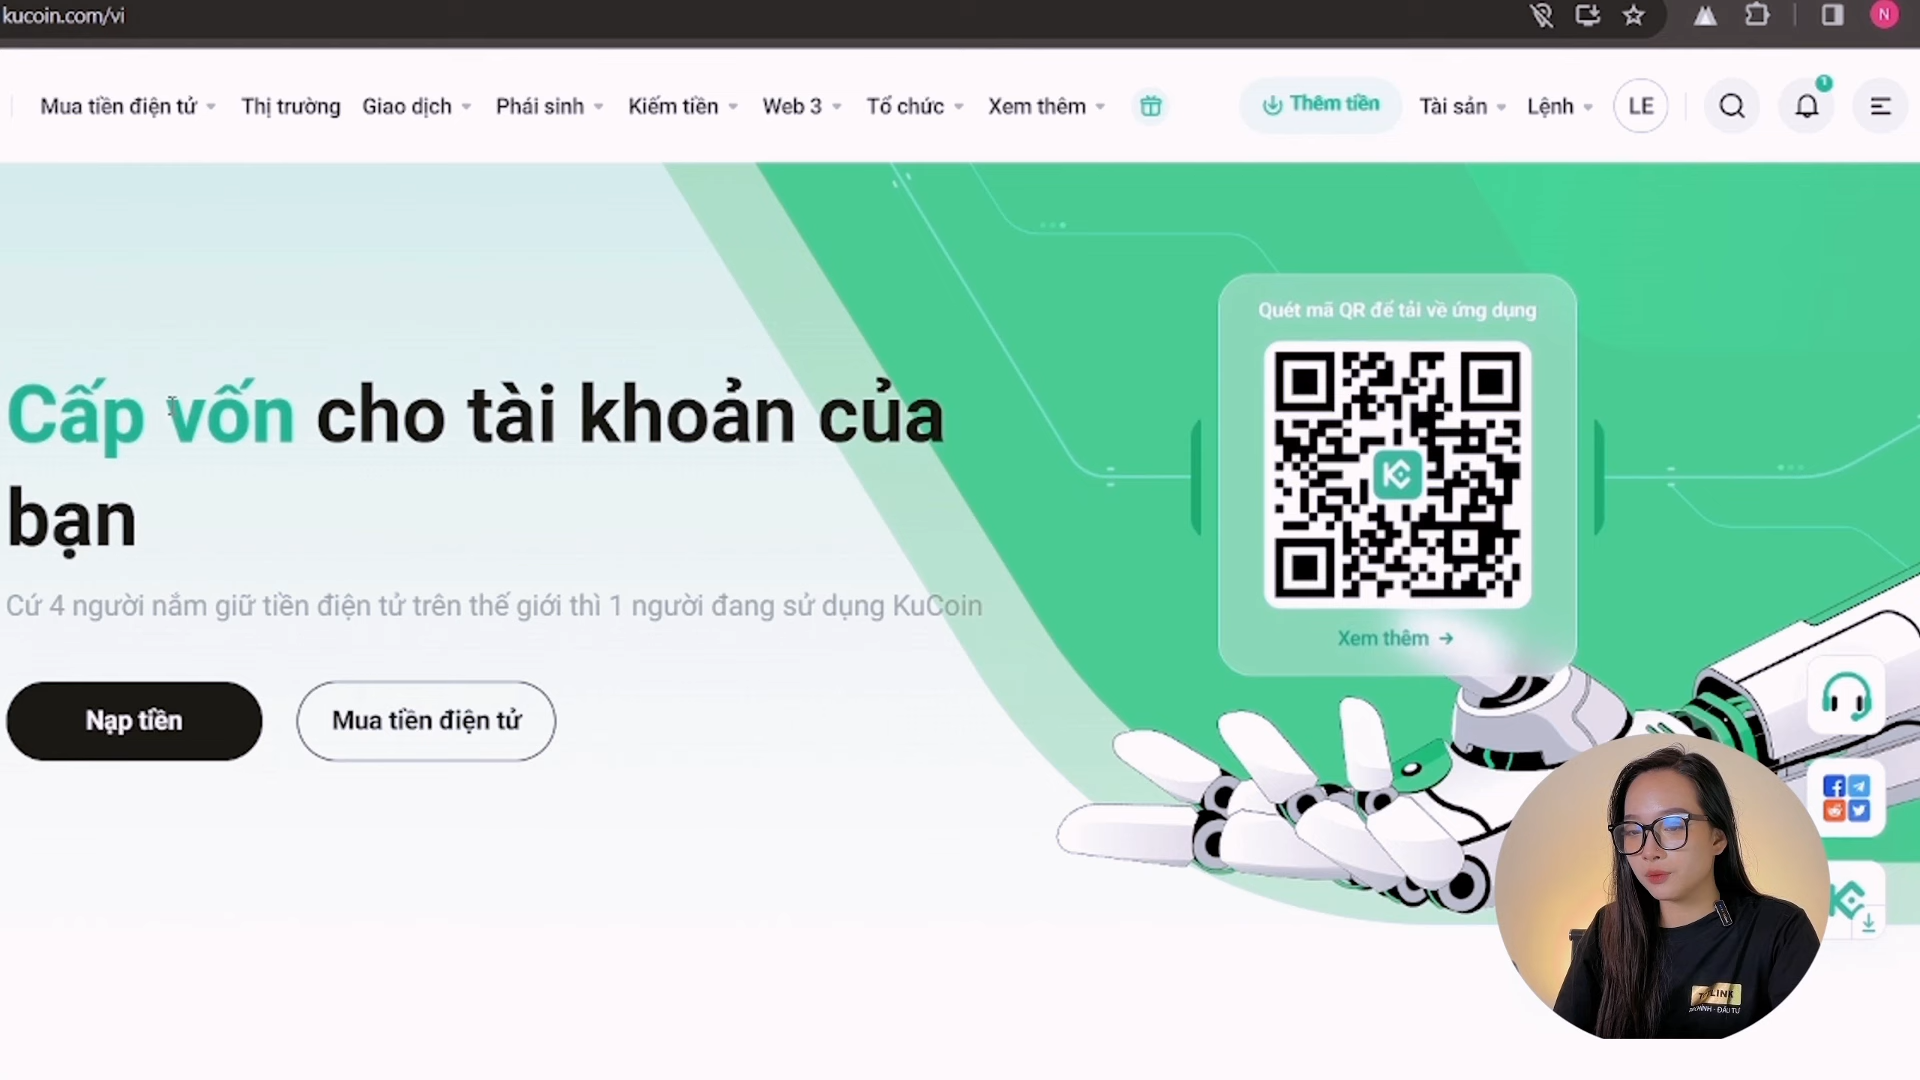 kucoin.com/vi
N
Mua tiền điện tử
Thị trường
Giao dịch
Phái sinh
Kiếm tiền
Web 3
Tổ chức
Xem thêm
Thêm tiền
Tài sản
Lệnh
LE
1
Quét mã QR để tải về ứng dụng
Cấp vốn cho tài khoản của
bạn
Cứ 4 người nắm giữ tiền điện tử trên thế giới thì 1 người đang sử dụng KuCoin
Xem thêm →
Nạp tiền
Mua tiền điện tử